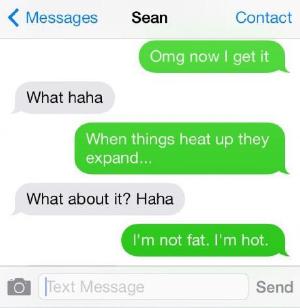 Messages Sean Contact
Omg now I get it
What haha
When things heat up they
expand...
What about it? Haha
I'm not fat. I'm hot.
Text Message Send